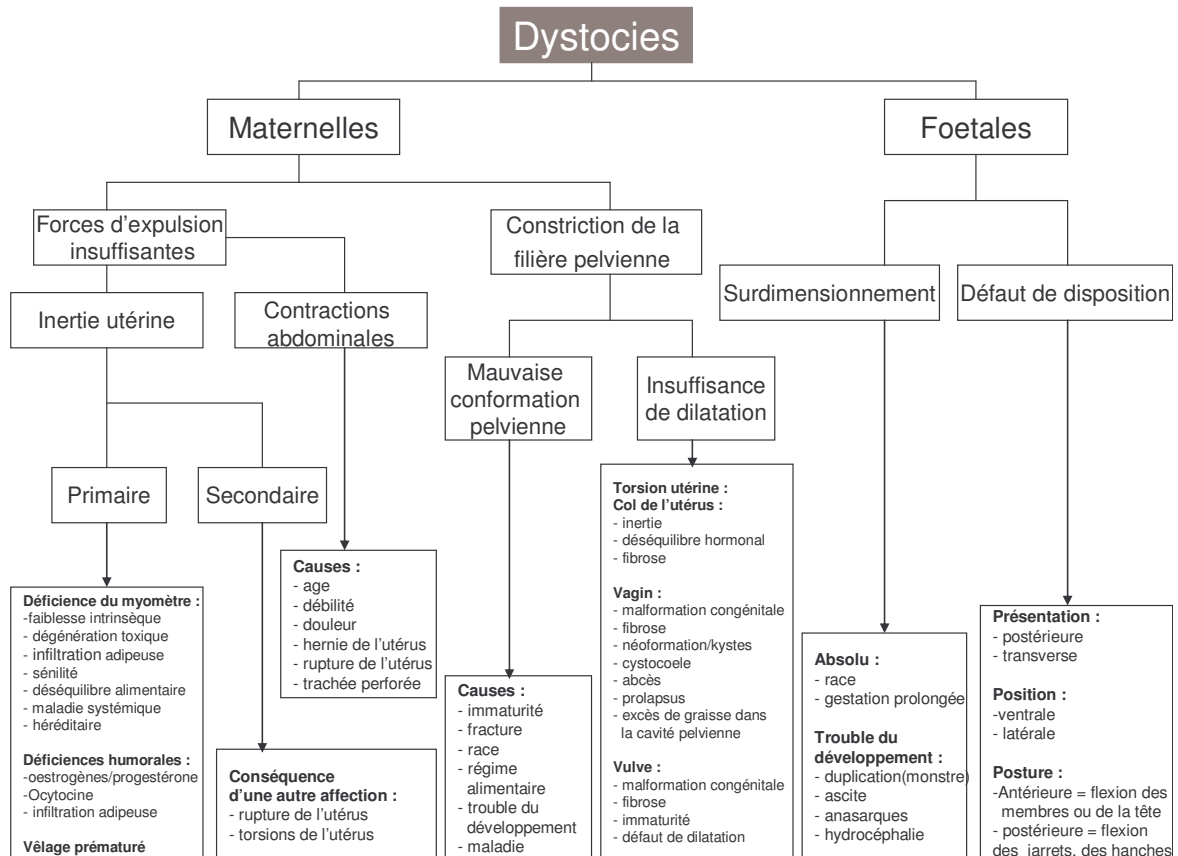 Dystocies
Maternelles
Foetales
Forces d'expulsion
insuffisantes
Constriction de la
filière pelvienne
Surdimensionnement
Défaut de disposition
Inertie utérine
Contractions
abdominales
Mauvaise
conformation
pelvienne
Insuffisance
de dilatation
Primaire
Secondaire
Déficience du myomètre :
-faiblesse intrinsèque
- dégénération toxique
- infiltration adipeuse
- sénilité
- déséquilibre alimentaire
- maladie systémique
- héréditaire
Déficiences humorales :
-oestrogènes/progestérone
-Ocytocine
- infiltration adipeuse
Vêlage prématuré
Conséquence
d'une autre affection :
- rupture de l'utérus
- torsions de l'utérus
Causes :
- age
- débilité
- douleur
- hernie de l'utérus
- rupture de l'utérus
- trachée perforée
Causes :
- immaturité
- fracture
- race
- régime
alimentaire
- trouble du
développement
- maladie
Torsion utérine :
Col de l'utérus :
- inertie
- déséquilibre hormonal
- fibrose
Vagin :
- malformation congénitale
- fibrose
- néoformation/kystes
- cystocoele
- abcès
- prolapsus
- excès de graisse dans
la cavité pelvienne
Vulve :
- malformation congénitale
- fibrose
- immaturité
- défaut de dilatation
Absolu :
- race
- gestation prolongée
Trouble du
développement :
- duplication(monstre)
- ascite
- anasarques
- hydrocéphalie
Présentation :
- postérieure
- transverse
Position :
-ventrale
- latérale
Posture :
-Antérieure = flexion des
membres ou de la tête
- postérieure = flexion
des jarrets, des hanches